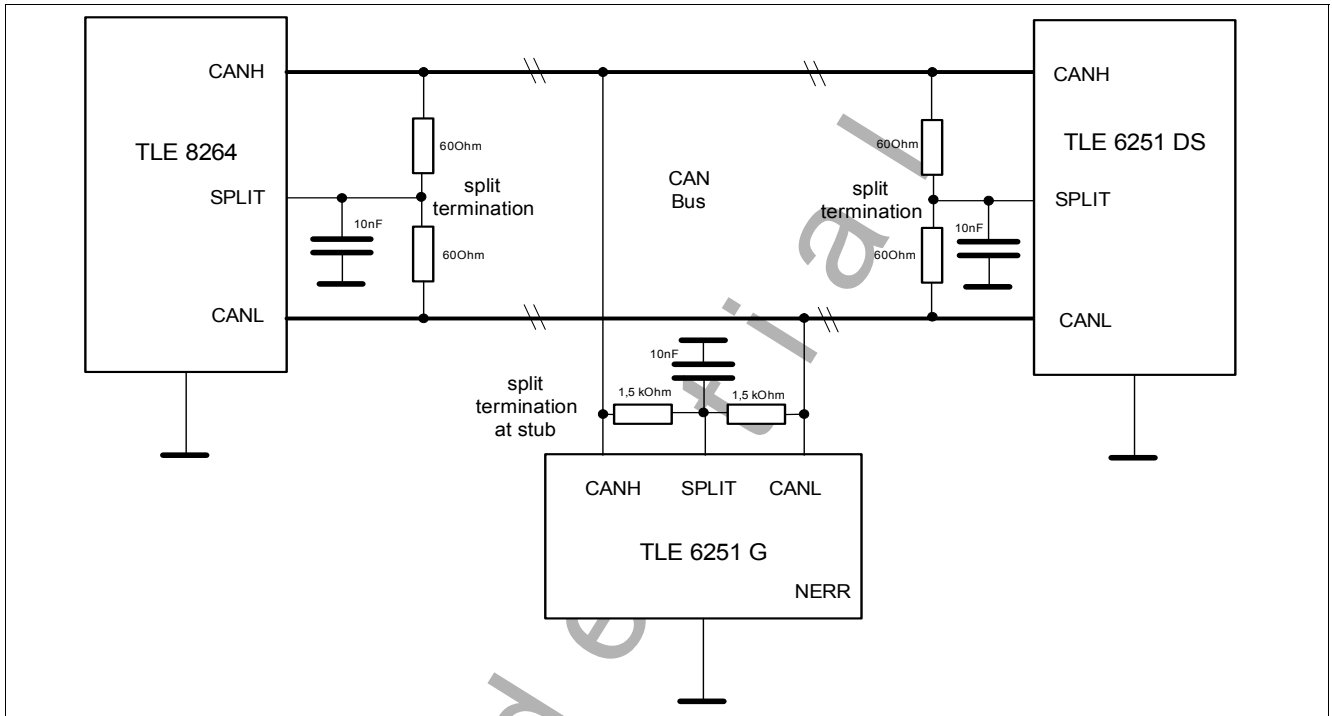 CANH
CANH
60Ohm
60Ohm
TLE 8264
TLE 6251 DS
CAN
Bus
SPLIT
split
termination
split
termination
SPLIT
10nF
10nF
60Ohm
60Ohm
CANL
CANL
10nF
split
termination
at stub
1,5 kOhm
1,5 kOhm
CANH
SPLIT
CANL
TLE 6251 G
NERR
d e
t i a l